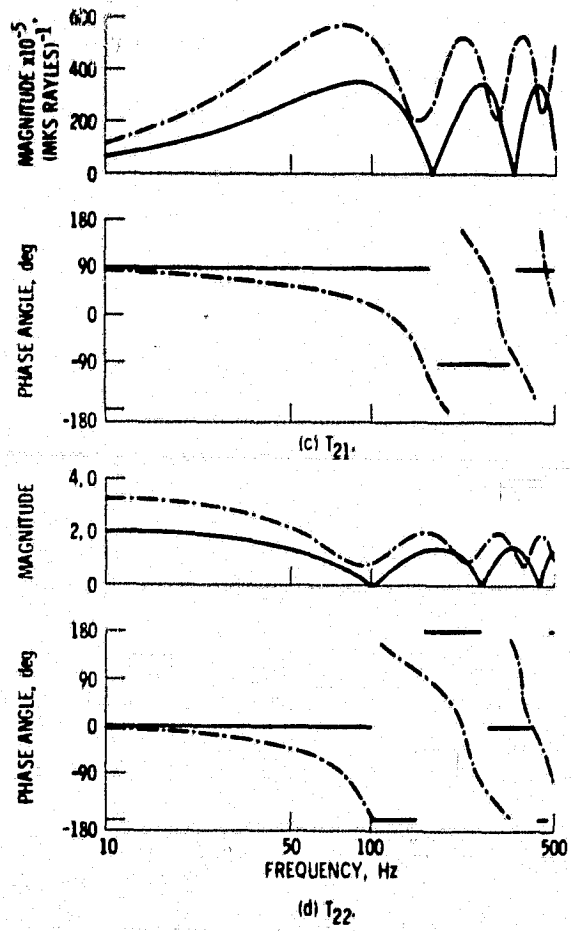 MAGNITUDE x10⁻⁵
(MKS RAYLES)⁻¹
600
400
200
0
PHASE ANGLE, deg
180
90
0
-90
-180
(c) T21.
MAGNITUDE
4.0
2.0
0
PHASE ANGLE, deg
180
90
0
-90
-180
10 50 100 500
FREQUENCY, Hz
(d) T22.